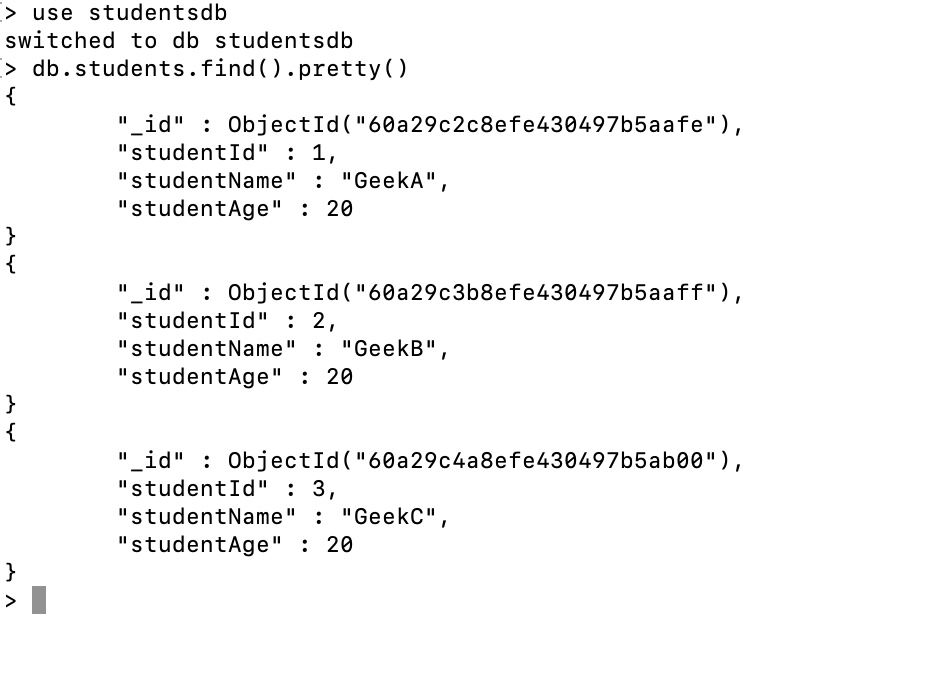 > use studentsdb
switched to db studentsdb
> db.students.find().pretty()
{
"_id" : ObjectId("60a29c2c8efe430497b5aafe"),
"studentId" : 1,
"studentName" : "GeekA",
"studentAge" : 20
}
{
"_id" : ObjectId("60a29c3b8efe430497b5aaff"),
"studentId" : 2,
"studentName" : "GeekB",
"studentAge" : 20
}
{
"_id" : ObjectId("60a29c4a8efe430497b5ab00"),
"studentId" : 3,
"studentName" : "GeekC",
"studentAge" : 20
}
>